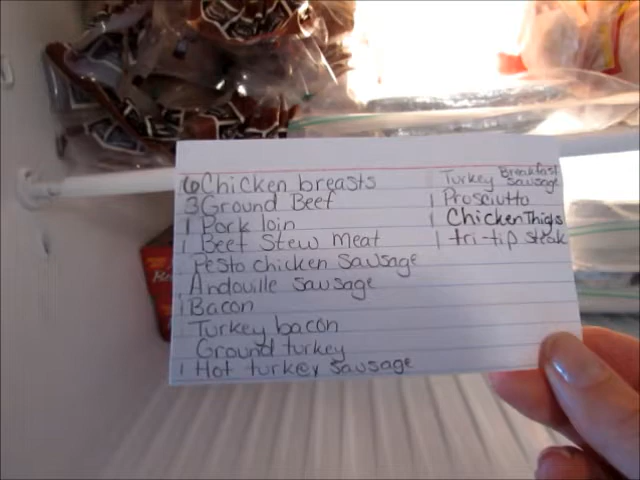 6 Chicken breasts
3 Ground Beef
1 Pork loin
1 Beef Stew meat
Pesto chicken Sausage
1 Andouille sausage
1 Bacon
Turkey bacon
Ground turkey
1 Hot turkey sausage
Turkey Breakfast Sausage
1 Prosciutto
1 Chicken Thighs
1 tri-tip steak